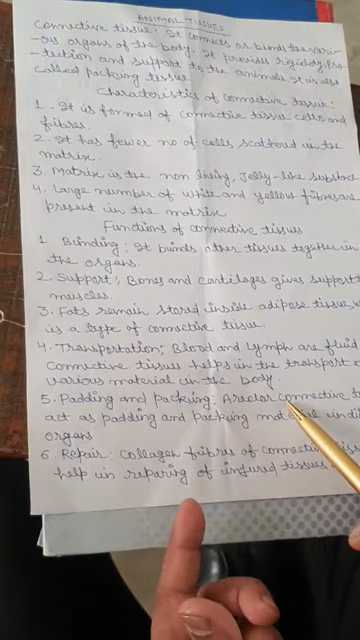 ANIMAL TISSUES
Connective tissue: It connects or binds the vari-
-ous organs of the body. It provides rigidity, pro-
-tection and support to the animals. It is also
called packing tissue
Characteristics of connective tissue:
1. It is formed of connective tissue cells and
fibres.
2. It has fewer no of cells scattered in the
matrix.
3. Matrix is the non living, Jelly-like substa
4. Large number of white and yellow fibres are
present in the matrix
Functions of connective tissues
1 Binding; It binds other tissues together in
the organs.
2. Support; Bones and cartilages gives support
muscles.
3. Fats remain stored inside adipose tissue
is a type of connective tissue.
4. Transportation; Blood and Lymph are fluid
connective tissues helps in the transport
various material in the body.
5. Padding and packing: Areolar connective
act as padding and packing material
organs
6 Repair: Collagen fibres of connective
help in reparing of injured tissues.